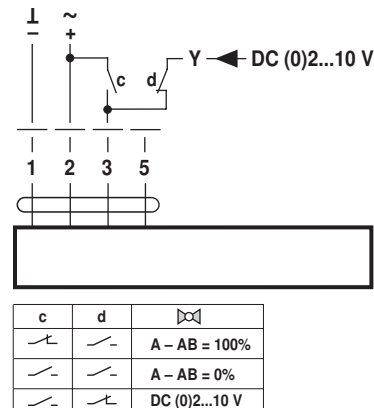 ⊥ ~
− +
c d Y DC (0)2...10 V
1 2 3 5
c d
A – AB = 100%
A – AB = 0%
DC (0)2...10 V